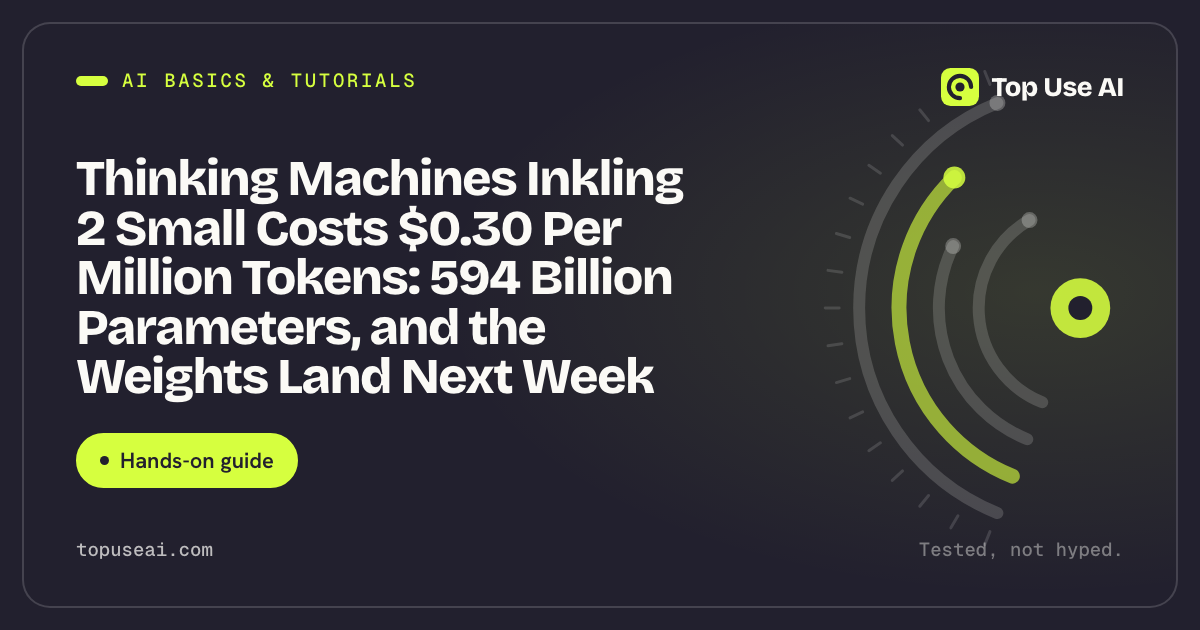 AI BASICS & TUTORIALS
Top Use AI
Thinking Machines Inkling
2 Small Costs $0.30 Per
Million Tokens: 594 Billion
Parameters, and the
Weights Land Next Week
Hands-on guide
topuseai.com
Tested, not hyped.